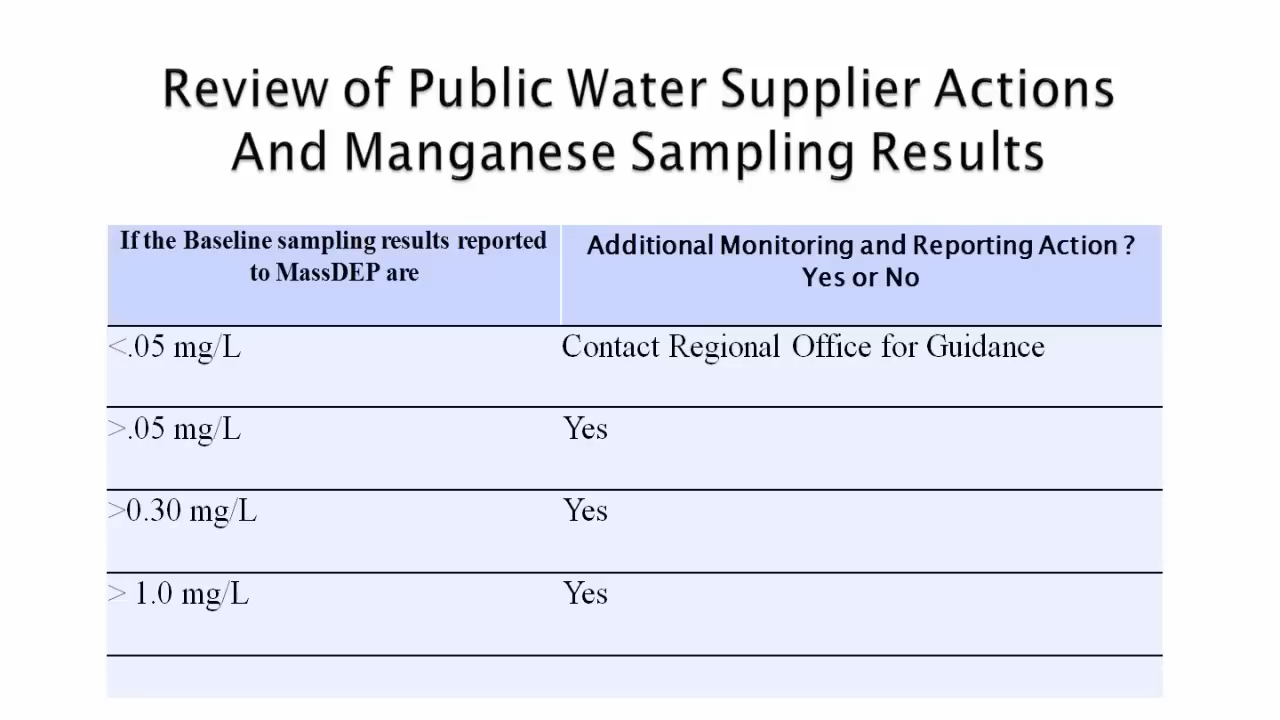 Review of Public Water Supplier Actions
And Manganese Sampling Results
If the Baseline sampling results reported
to MassDEP are
Additional Monitoring and Reporting Action ?
Yes or No
<.05 mg/L
Contact Regional Office for Guidance
>.05 mg/L
Yes
>0.30 mg/L
Yes
> 1.0 mg/L
Yes